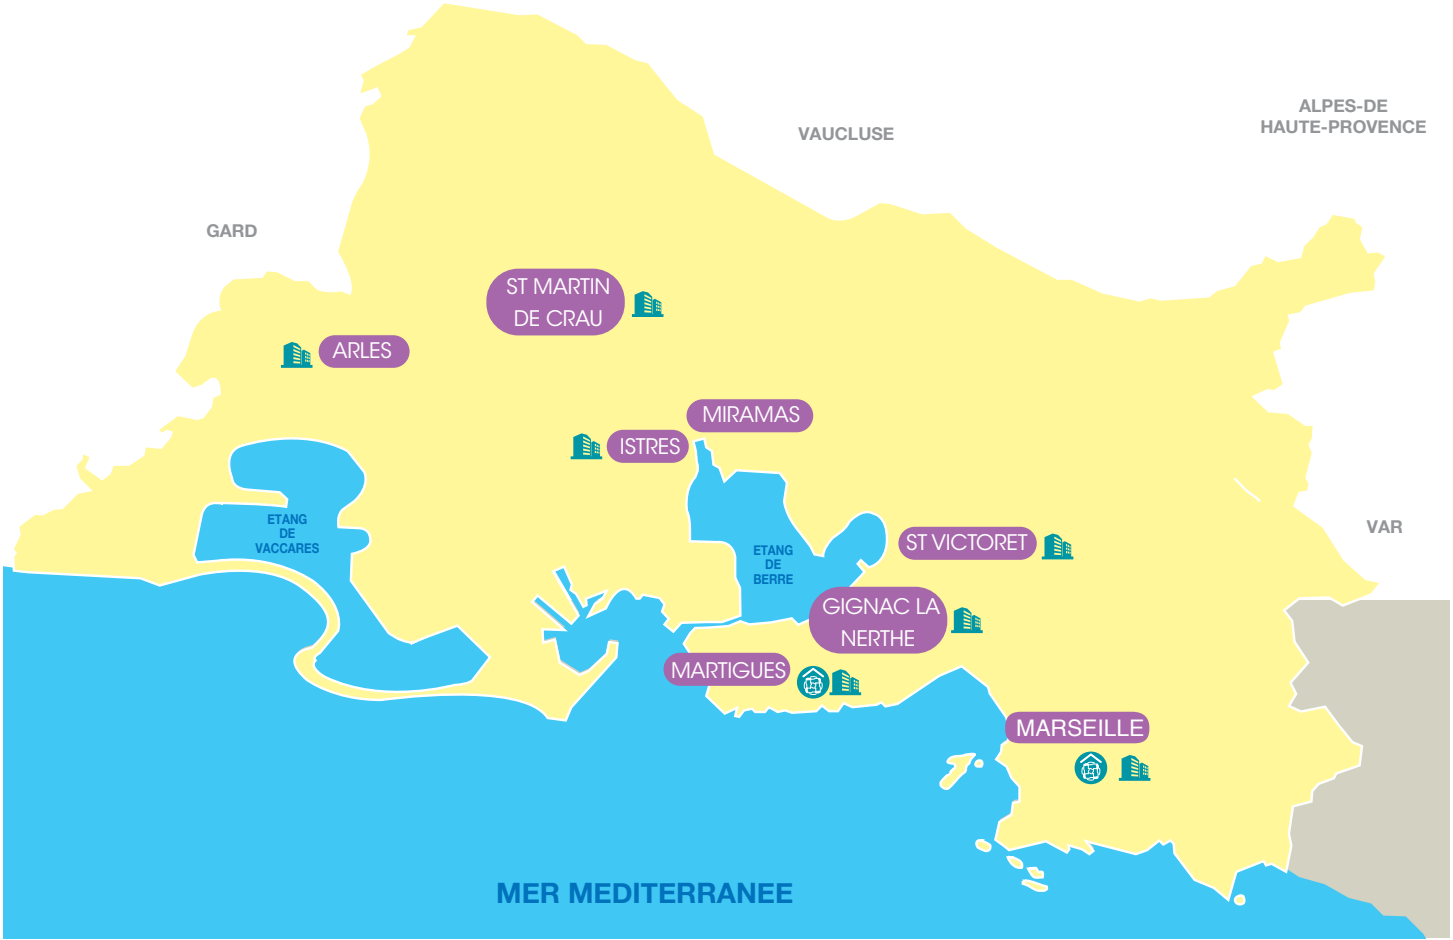 ALPES-DE
HAUTE-PROVENCE
VAUCLUSE
GARD
ST MARTIN
DE CRAU
ARLES
MIRAMAS
ISTRES
ETANG
DE
VACCARES
VAR
ST VICTORET
ETANG
DE
BERRE
GIGNAC LA
NERTHE
MARTIGUES
MARSEILLE
MER MEDITERRANEE